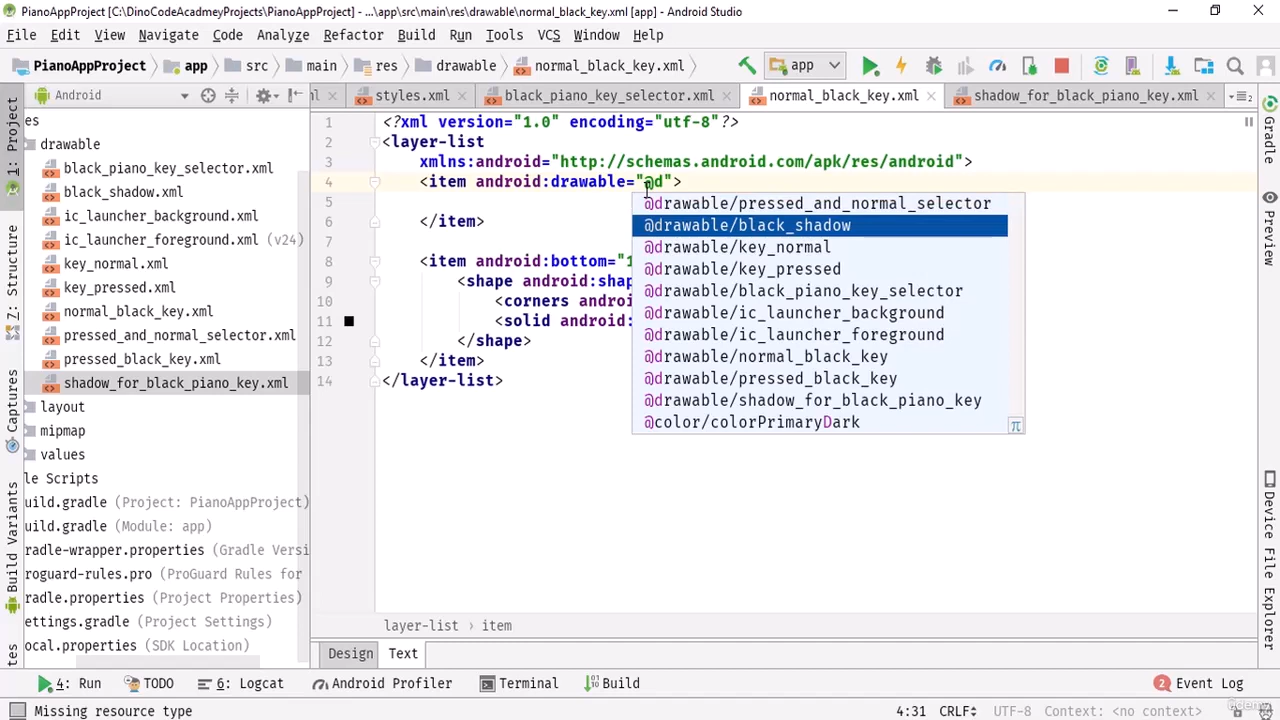 PianoAppProject [C:\DinoCodeAcadmeyProjects\PianoAppProject] - ...\app\src\main\res\drawable\normal_black_key.xml [app] - Android Studio
File Edit View Navigate Code Analyze Refactor Build Run Tools VCS Window Help
PianoAppProject app src main res drawable normal_black_key.xml app
Android
styles.xml black_piano_key_selector.xml normal_black_key.xml shadow_for_black_piano_key.xml
1: Project
Z: Structure
Captures
Build Variants
es
drawable
black_piano_key_selector.xml
black_shadow.xml
ic_launcher_background.xml
ic_launcher_foreground.xml (v24)
key_normal.xml
key_pressed.xml
normal_black_key.xml
pressed_and_normal_selector.xml
pressed_black_key.xml
shadow_for_black_piano_key.xml
layout
mipmap
values
le Scripts
uild.gradle (Project: PianoAppProject)
uild.gradle (Module: app)
radle-wrapper.properties (Gradle Versi
roguard-rules.pro (ProGuard Rules for
radle.properties (Project Properties)
ettings.gradle (Project Settings)
ocal.properties (SDK Location)
1 <?xml version="1.0" encoding="utf-8"?>
2 <layer-list
3 xmlns:android="http://schemas.android.com/apk/res/android">
4 <item android:drawable="@d">
5
6 </item>
7
8 <item android:bottom="1
9 <shape android:shap
10 <corners androi
11 <solid android:
12 </shape>
13 </item>
14 </layer-list>
@drawable/pressed_and_normal_selector
@drawable/black_shadow
@drawable/key_normal
@drawable/key_pressed
@drawable/black_piano_key_selector
@drawable/ic_launcher_background
@drawable/ic_launcher_foreground
@drawable/normal_black_key
@drawable/pressed_black_key
@drawable/shadow_for_black_piano_key
@color/colorPrimaryDark
π
layer-list › item
Design Text
Gradle
Preview
Device File Explorer
4: Run TODO 6: Logcat Android Profiler Terminal Build 2 Event Log
Missing resource type 4:31 CRLF UTF-8 Context: <no context>